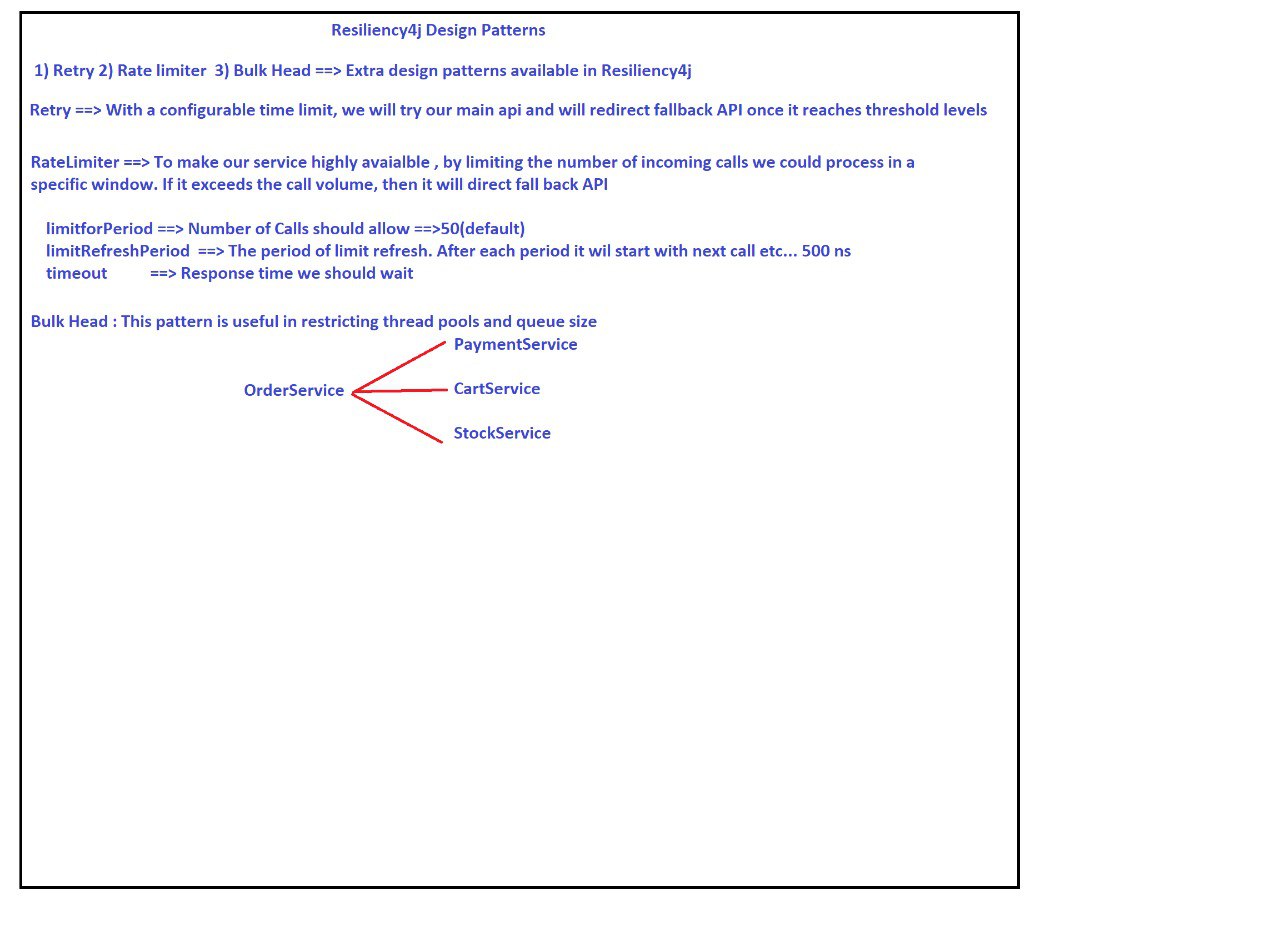 Resiliency4j Design Patterns
1) Retry 2) Rate limiter 3) Bulk Head ==> Extra design patterns available in Resiliency4j
Retry ==> With a configurable time limit, we will try our main api and will redirect fallback API once it reaches threshold levels
RateLimiter ==> To make our service highly avaialble , by limiting the number of incoming calls we could process in a
specific window. If it exceeds the call volume, then it will direct fall back API
limitforPeriod ==> Number of Calls should allow ==>50(default)
limitRefreshPeriod ==> The period of limit refresh. After each period it wil start with next call etc... 500 ns
timeout ==> Response time we should wait
Bulk Head : This pattern is useful in restricting thread pools and queue size
PaymentService
OrderService
CartService
StockService